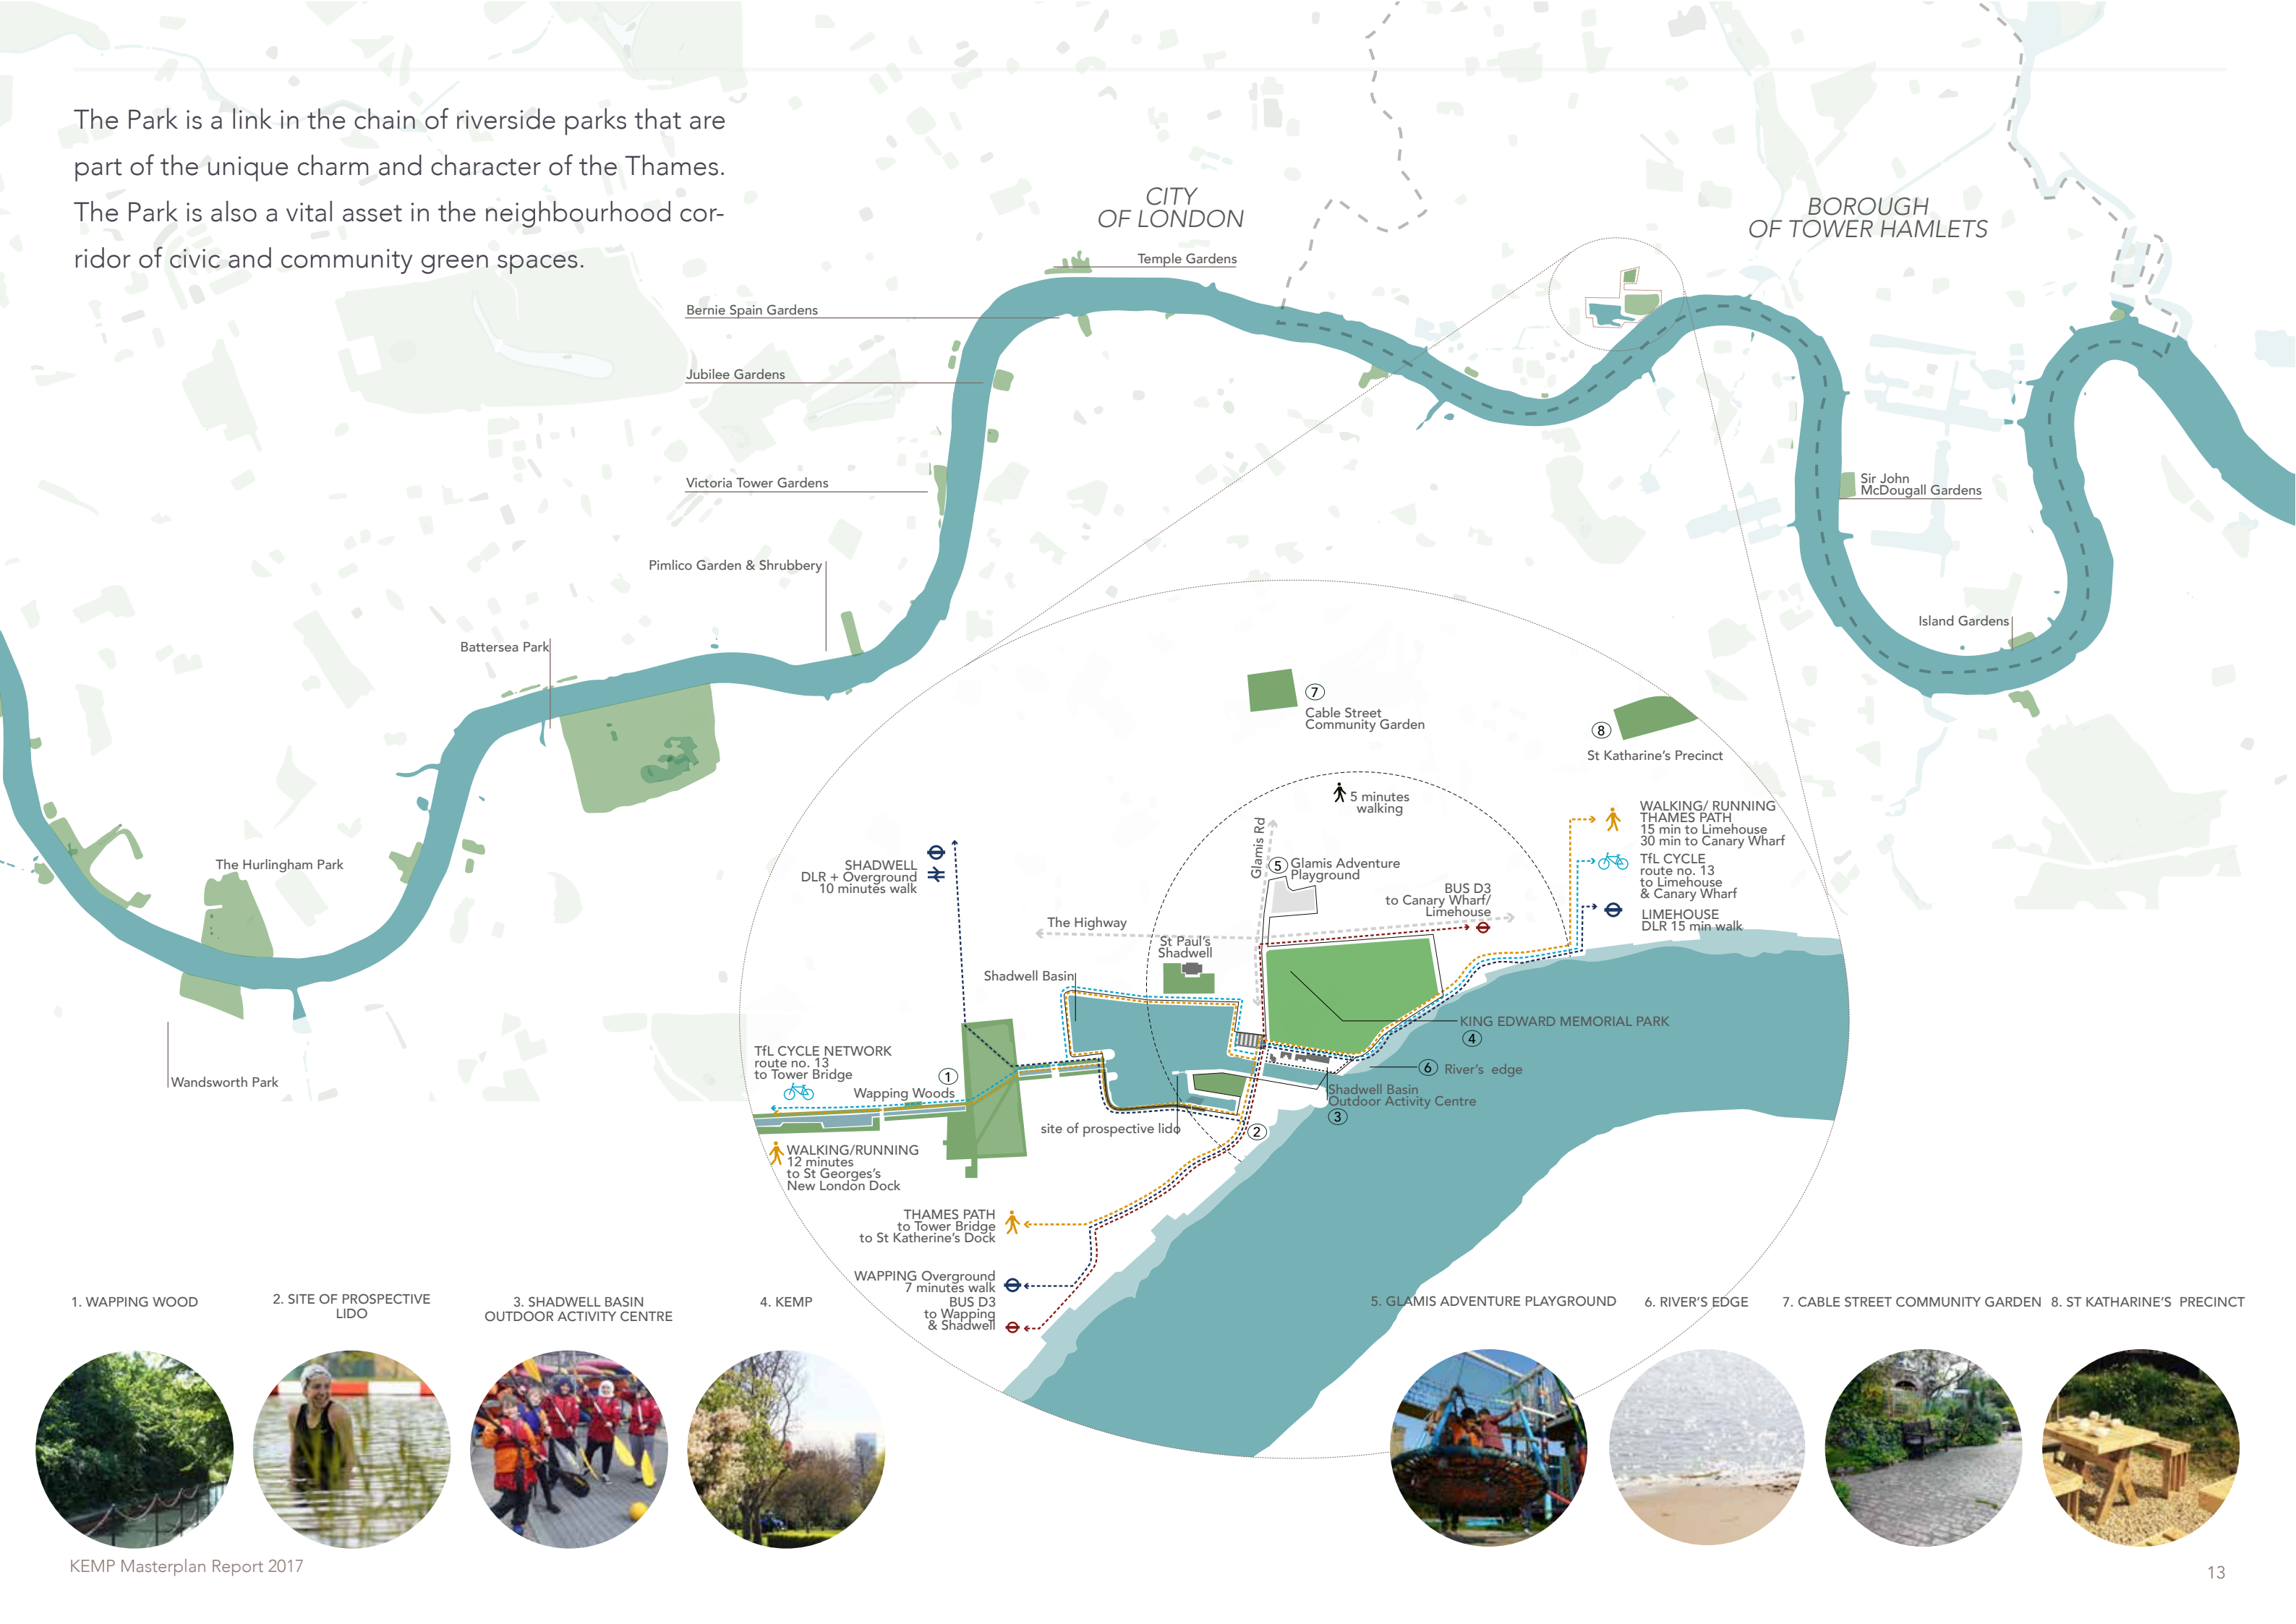 The Park is a link in the chain of riverside parks that are
part of the unique charm and character of the Thames.
The Park is also a vital asset in the neighbourhood cor-
ridor of civic and community green spaces.
CITY
OF LONDON
BOROUGH
OF TOWER HAMLETS
Temple Gardens
Bernie Spain Gardens
Jubilee Gardens
Victoria Tower Gardens
Sir John
McDougall Gardens
Pimlico Garden & Shrubbery
Island Gardens
Battersea Park
The Hurlingham Park
Wandsworth Park
7
Cable Street
Community Garden
8
St Katharine's Precinct
5 minutes
walking
WALKING/ RUNNING
THAMES PATH
15 min to Limehouse
30 min to Canary Wharf
TfL CYCLE
route no. 13
to Limehouse
& Canary Wharf
LIMEHOUSE
DLR 15 min walk
SHADWELL
DLR + Overground
10 minutes walk
Glamis Rd
5 Glamis Adventure
Playground
BUS D3
to Canary Wharf/
Limehouse
The Highway
St Paul's
Shadwell
Shadwell Basin
KING EDWARD MEMORIAL PARK
4
6 River's edge
TfL CYCLE NETWORK
route no. 13
to Tower Bridge
1
Wapping Woods
Shadwell Basin
Outdoor Activity Centre
3
site of prospective lido
2
WALKING/RUNNING
12 minutes
to St Georges's
New London Dock
THAMES PATH
to Tower Bridge
to St Katherine's Dock
WAPPING Overground
7 minutes walk
BUS D3
to Wapping
& Shadwell
1. WAPPING WOOD
2. SITE OF PROSPECTIVE
LIDO
3. SHADWELL BASIN
OUTDOOR ACTIVITY CENTRE
4. KEMP
5. GLAMIS ADVENTURE PLAYGROUND
6. RIVER'S EDGE
7. CABLE STREET COMMUNITY GARDEN
8. ST KATHARINE'S PRECINCT
KEMP Masterplan Report 2017
13